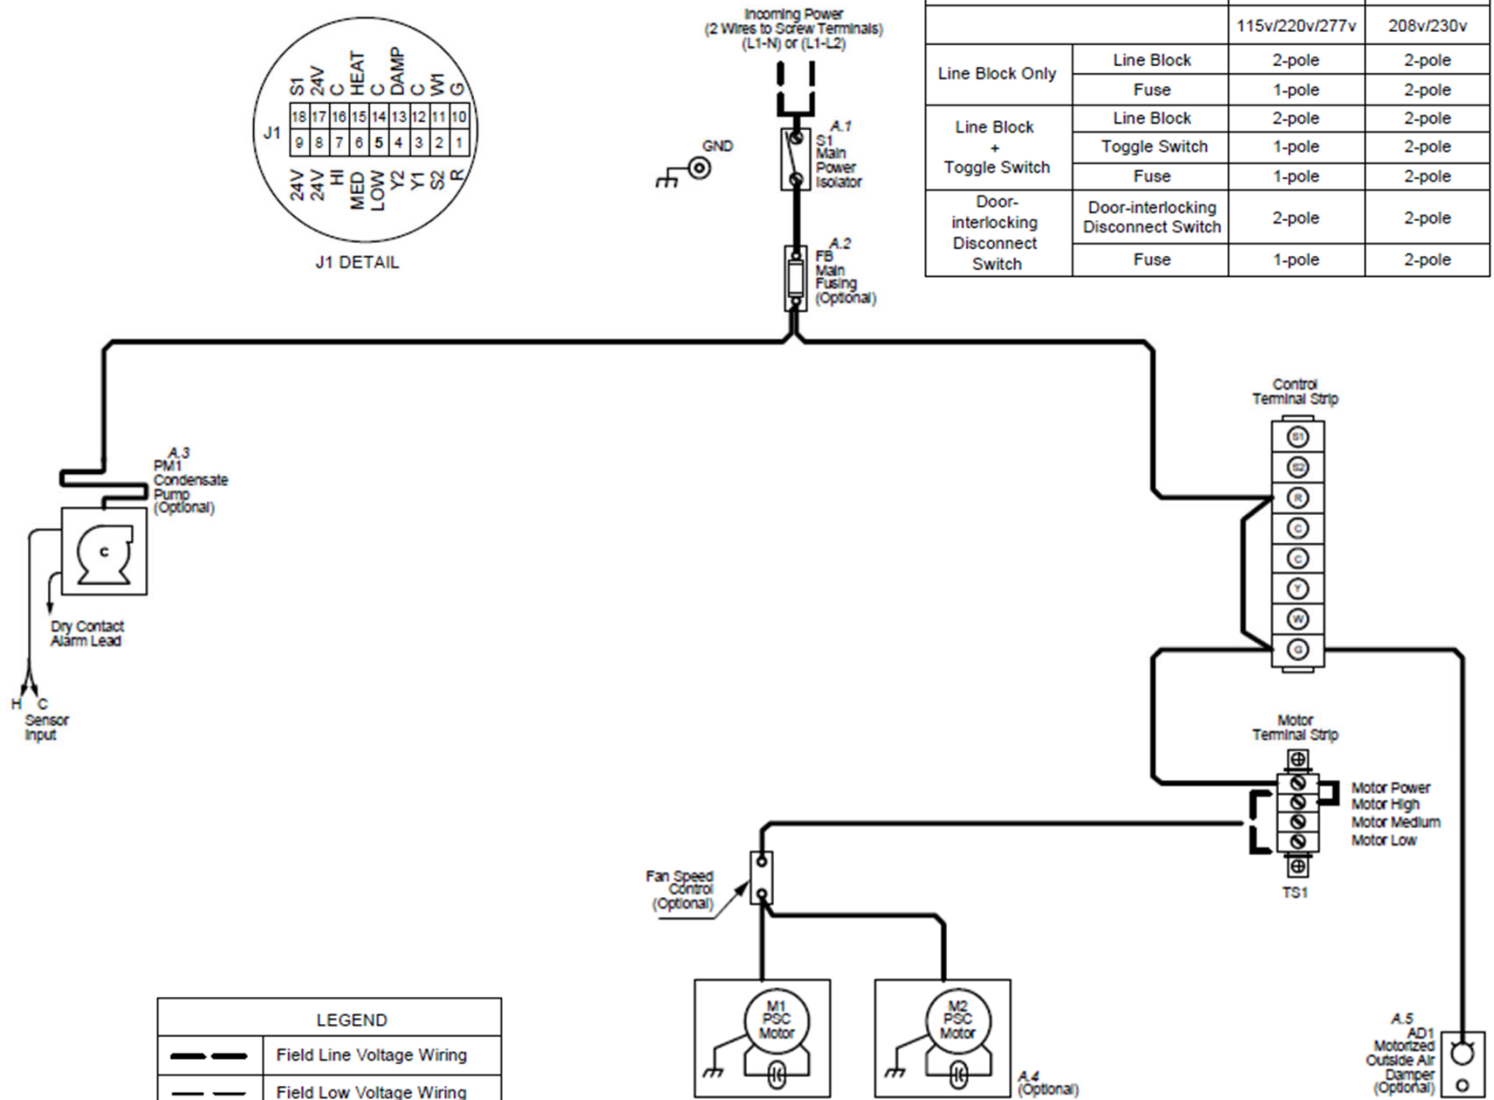 Incoming Power
(2 Wires to Screw Terminals)
(L1-N) or (L1-L2)
115v/220v/277v 208v/230v
Line Block Only
Line Block 2-pole 2-pole
Fuse 1-pole 2-pole
Line Block
+
Toggle Switch
Line Block 2-pole 2-pole
Toggle Switch 1-pole 2-pole
Fuse 1-pole 2-pole
Door-
interlocking
Disconnect
Switch
Door-interlocking
Disconnect Switch
2-pole 2-pole
Fuse 1-pole 2-pole
S1 24V C HEAT C DAMP C W1 G
18 17 16 15 14 13 12 11 10
J1
9 8 7 6 5 4 3 2 1
24V 24V HI MED LOW Y2 Y1 S2 R
J1 DETAIL
GND
A.1
S1
Main
Power
Isolator
A.2
FB
Main
Fusing
(Optional)
Control
Terminal Strip
S1
S2
R
C
C
Y
W
G
A.3
PM1
Condensate
Pump
(Optional)
C
Dry Contact
Alarm Lead
H C
Sensor
Input
Motor
Terminal Strip
Motor Power
Motor High
Motor Medium
Motor Low
TS1
Fan Speed
Control
(Optional)
M1
PSC
Motor
M2
PSC
Motor
A.4
(Optional)
A.5
AD1
Motorized
Outside Air
Damper
(Optional)
LEGEND
Field Line Voltage Wiring
Field Low Voltage Wiring